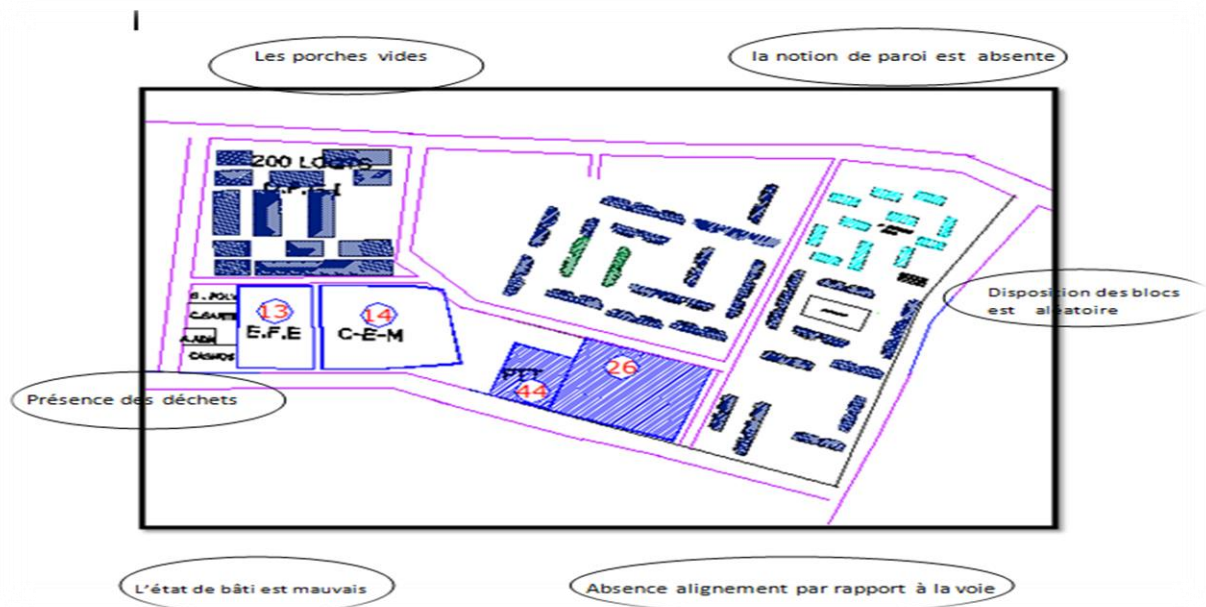 Les porches vides
la notion de paroi est absente
200 LOGTS
13
E.F.E
14
C-E-M
CASNOS
PTT
44
26
Disposition des blocs
est aléatoire
Présence des déchets
L'état de bâti est mauvais
Absence alignement par rapport à la voie